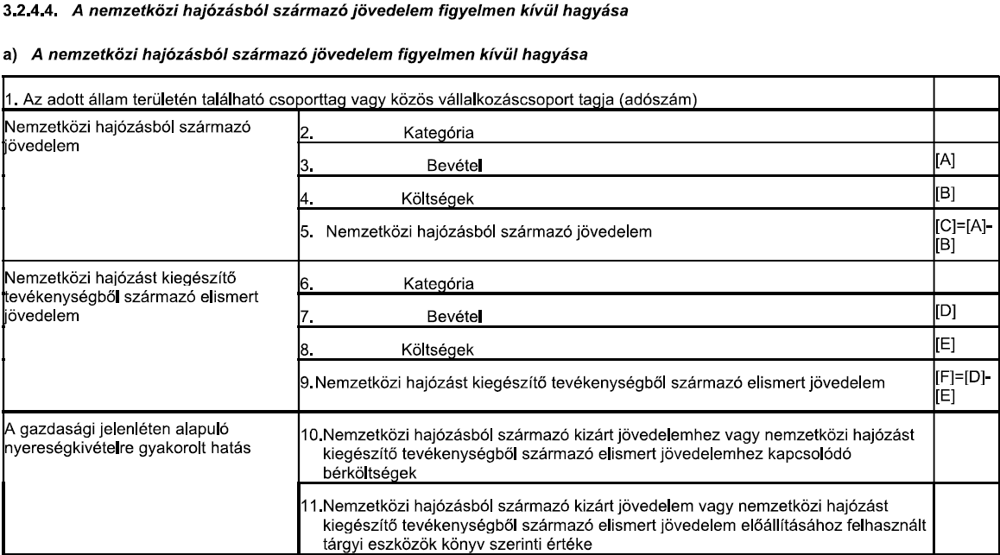 3.2.4.4. A nemzetközi hajózásból származó jövedelem figyelmen kívül hagyása
a) A nemzetközi hajózásból származó jövedelem figyelmen kívül hagyása
1. Az adott állam területén található csoporttag vagy közös vállalkozáscsoport tagja (adószám)
Nemzetközi hajózásból származó
jövedelem
2. Kategória
3. Bevétel
[A]
4. Költségek
[B]
5. Nemzetközi hajózásból származó jövedelem
[C]=[A]-
[B]
Nemzetközi hajózást kiegészítő
tevékenységből származó elismert
jövedelem
6. Kategória
7. Bevétel
[D]
8. Költségek
[E]
9.Nemzetközi hajózást kiegészítő tevékenységből származó elismert jövedelem
[F]=[D]-
[E]
A gazdasági jelenléten alapuló
nyereségkivételre gyakorolt hatás
10.Nemzetközi hajózásból származó kizárt jövedelemhez vagy nemzetközi hajózást
kiegészítő tevékenységből származó elismert jövedelemhez kapcsolódó
bérköltségek
11.Nemzetközi hajózásból származó kizárt jövedelem vagy nemzetközi hajózást
kiegészítő tevékenységből származó elismert jövedelem előállításához felhasznált
tárgyi eszközök könyv szerinti értéke